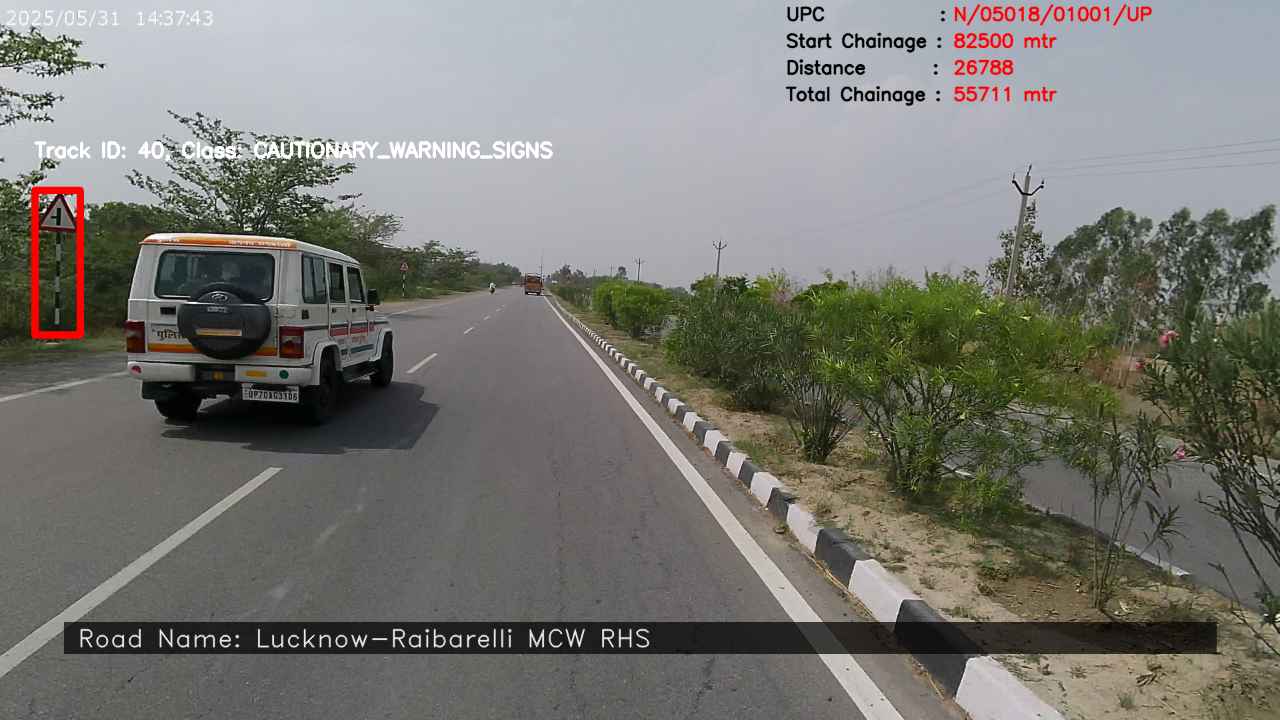 2025/05/31 14:37:43
UPC : N/05018/01001/UP
Start Chainage : 82500 mtr
Distance : 26788
Total Chainage : 55711 mtr
Track ID: 40, Class: CAUTIONARY_WARNING_SIGNS
Road Name: Lucknow-Raibarelli MCW RHS